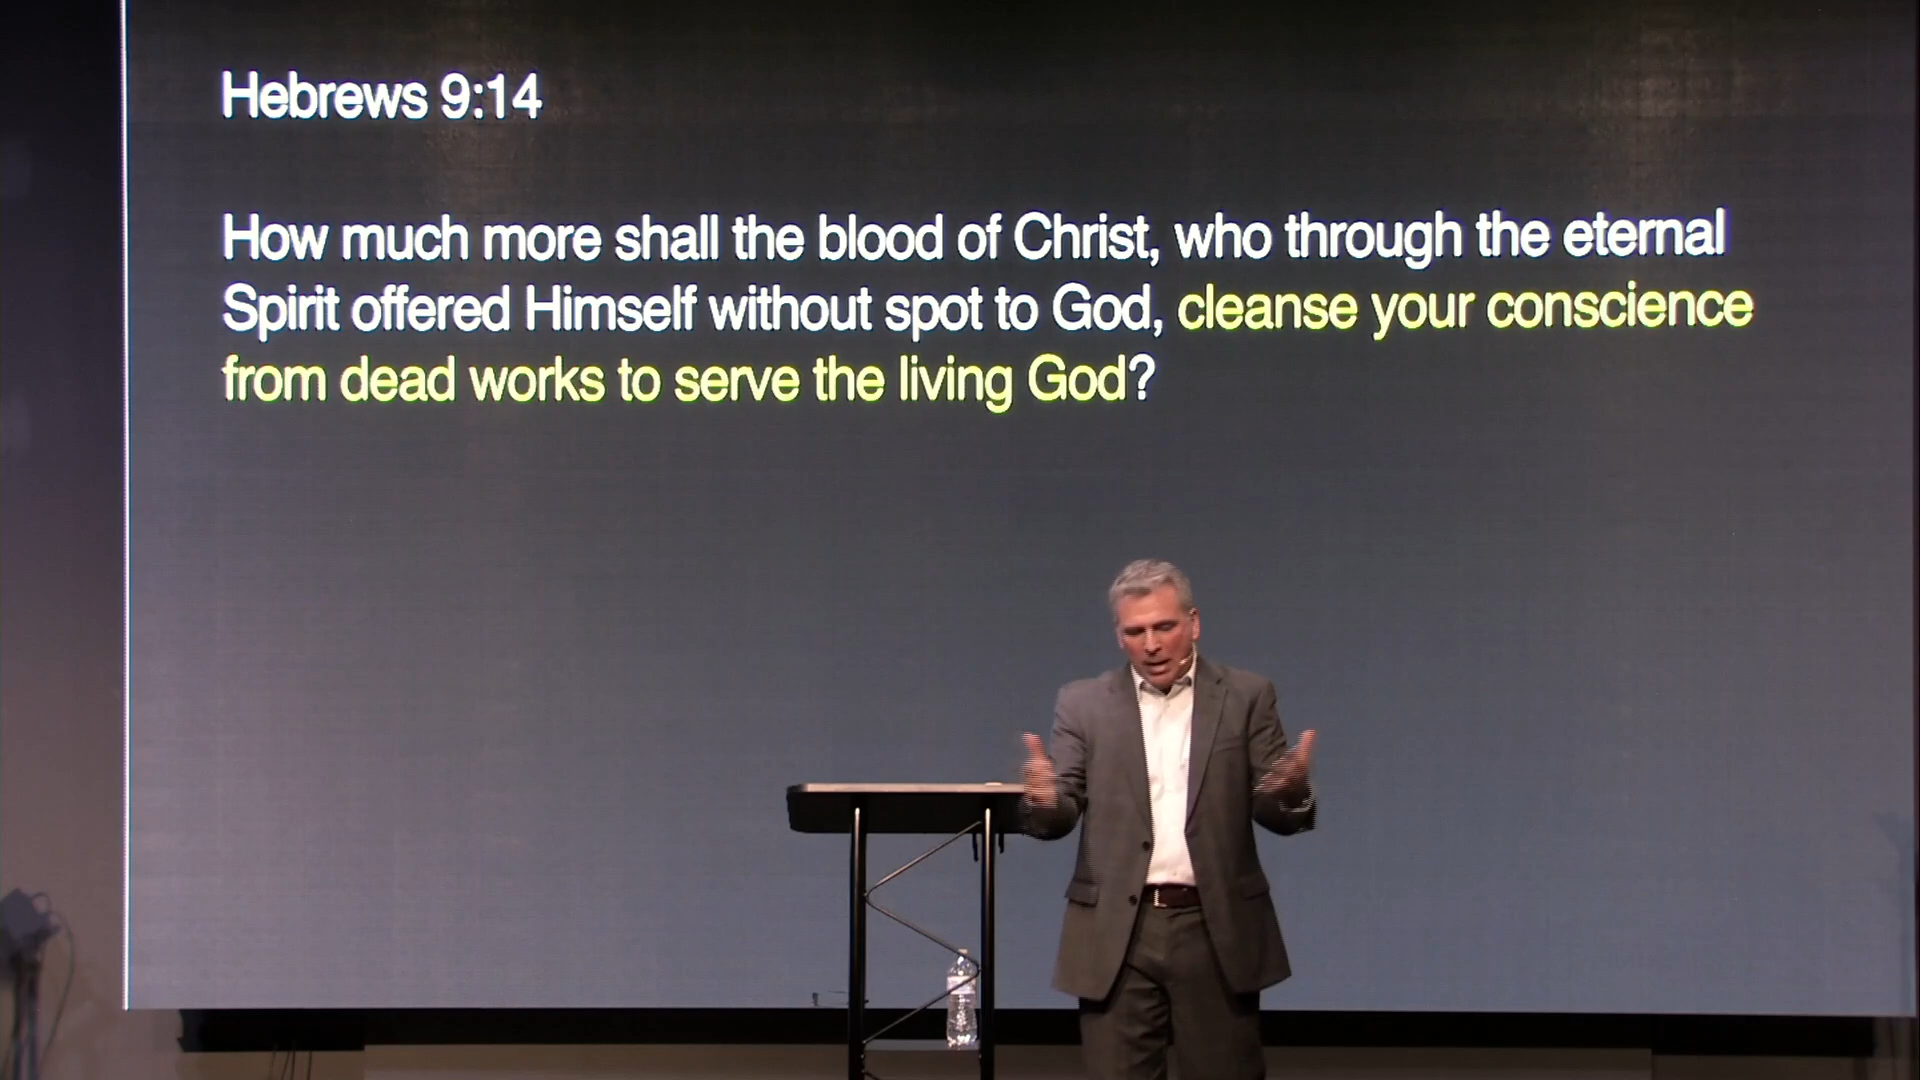 Hebrews 9:14
How much more shall the blood of Christ, who through the eternal
Spirit offered Himself without spot to God, cleanse your conscience
from dead works to serve the living God?